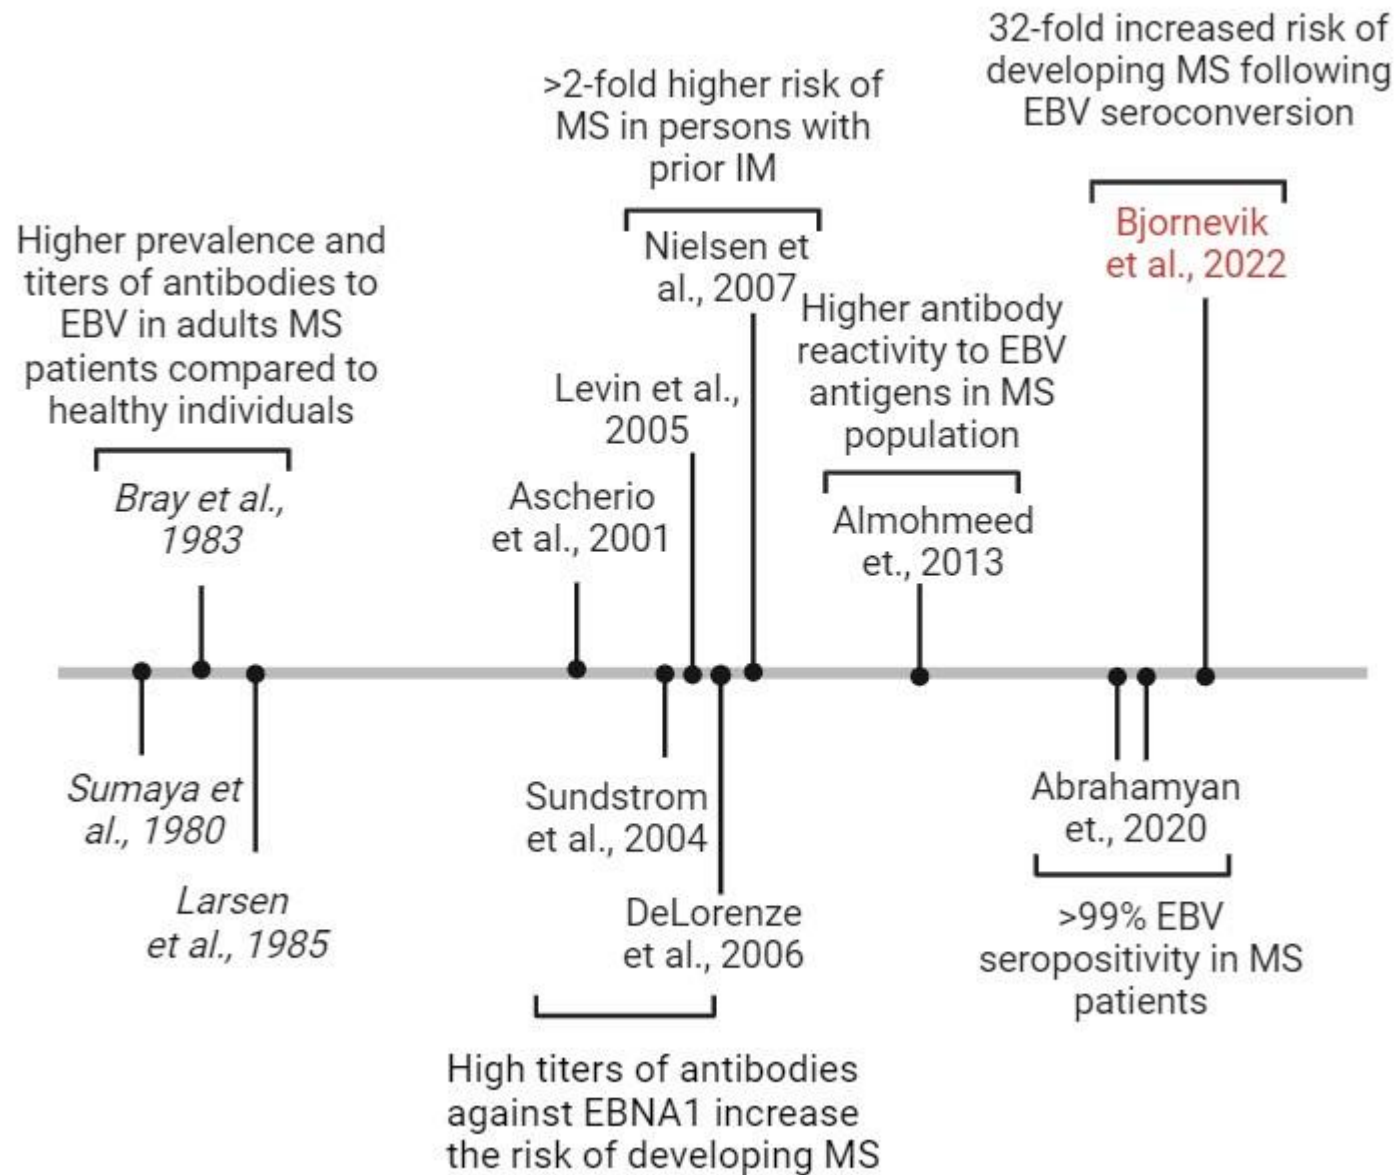 32-fold increased risk of
developing MS following
EBV seroconversion
>2-fold higher risk of
MS in persons with
prior IM
Bjornevik
et al., 2022
Higher prevalence and
titers of antibodies to
EBV in adults MS
patients compared to
healthy individuals
Nielsen et
al., 2007
Higher antibody
reactivity to EBV
antigens in MS
population
Levin et al.,
2005
Bray et al.,
1983
Ascherio
et al., 2001
Almohmeed
et., 2013
Sumaya et
al., 1980
Larsen
et al., 1985
Sundstrom
et al., 2004
DeLorenze
et al., 2006
High titers of antibodies
against EBNA1 increase
the risk of developing MS
Abrahamyan
et., 2020
>99% EBV
seropositivity in MS
patients